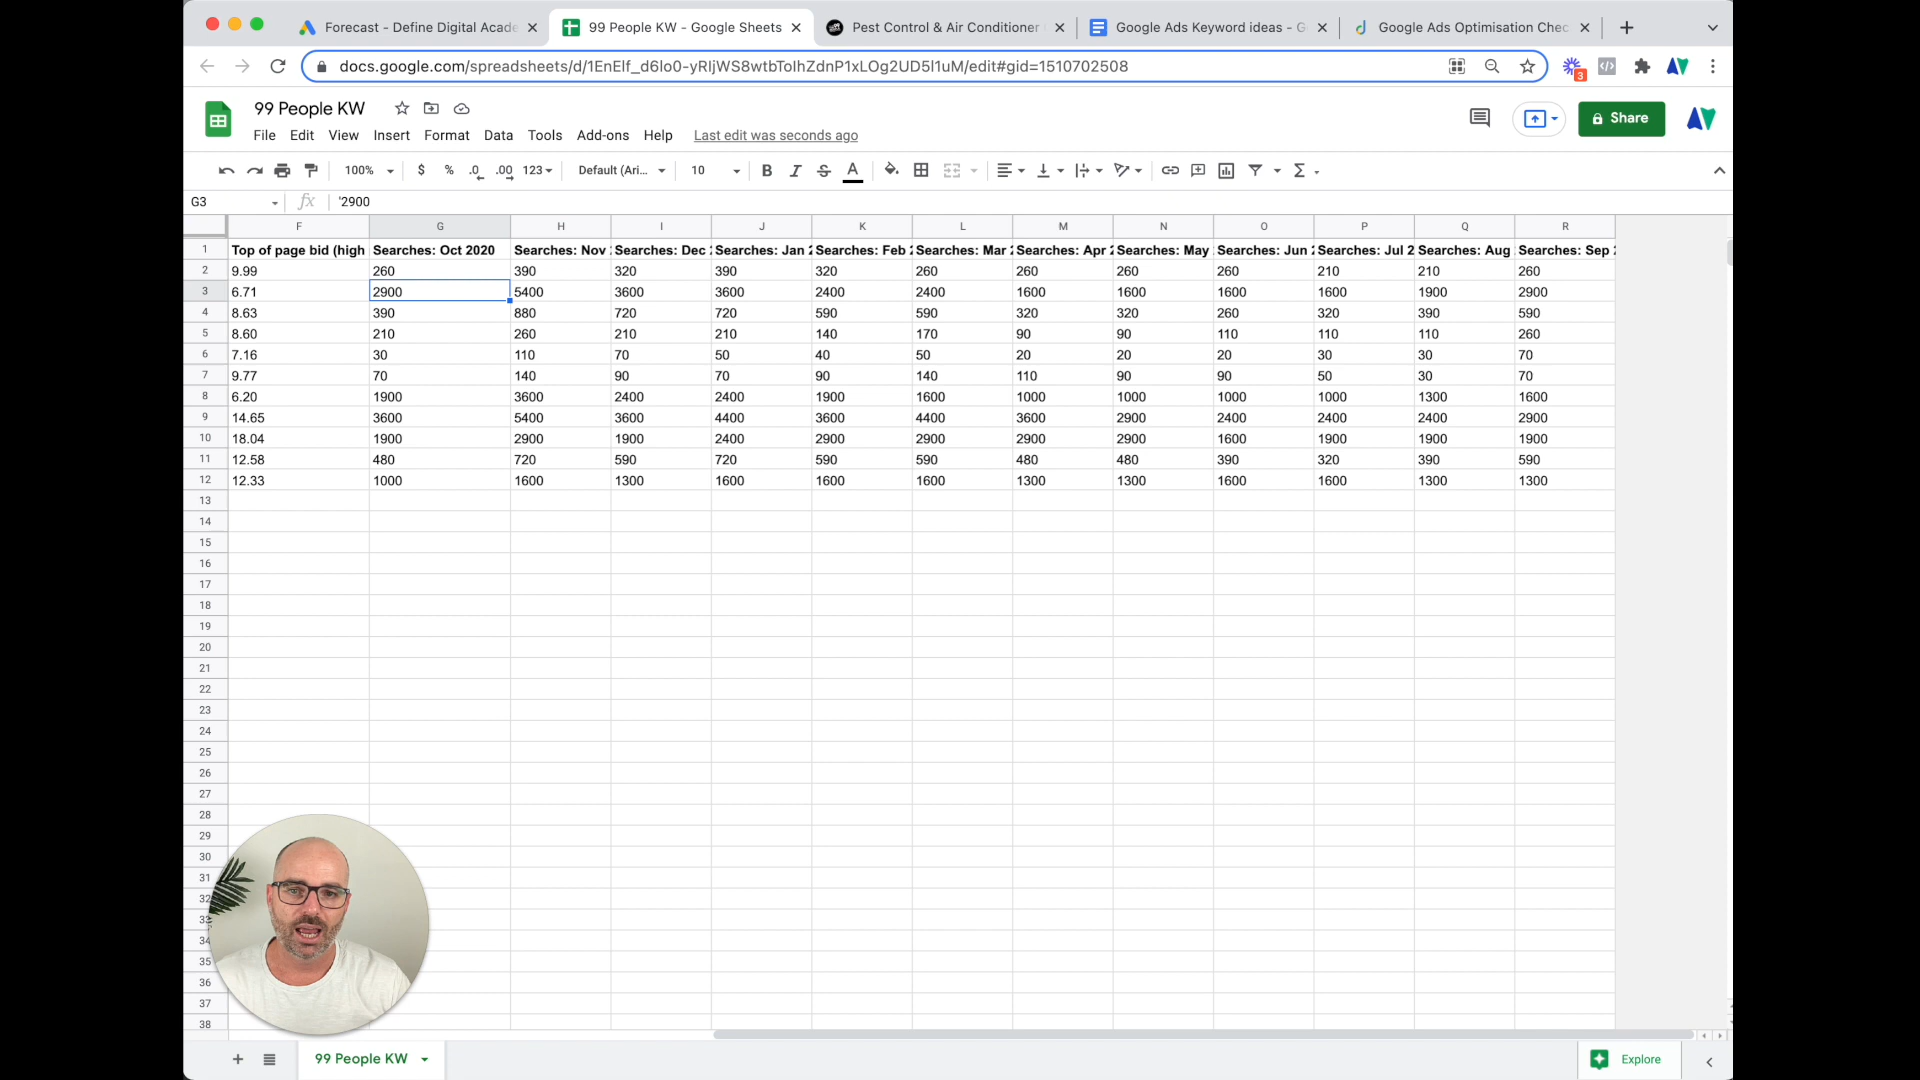 Forecast - Define Digital Acade
99 People KW - Google Sheets
Pest Control & Air Conditioner
Google Ads Keyword ideas - G
Google Ads Optimisation Chec
docs.google.com/spreadsheets/d/1EnEIf_d6lo0-yRIjWS8wtbTolhZdnP1xLOg2UD5l1uM/edit#gid=1510702508
3
99 People KW
File Edit View Insert Format Data Tools Add-ons Help Last edit was seconds ago
Share
100% $ % .0 .00 123 Default (Ari... 10 B I S A
G3 fx '2900
F G H I J K L M N O P Q R
1 Top of page bid (high Searches: Oct 2020 Searches: Nov Searches: Dec Searches: Jan 2 Searches: Feb 2 Searches: Mar 2 Searches: Apr 2 Searches: May Searches: Jun 2 Searches: Jul 2 Searches: Aug Searches: Sep 2
2 9.99 260 390 320 390 320 260 260 260 260 210 210 260
3 6.71 2900 5400 3600 3600 2400 2400 1600 1600 1600 1600 1900 2900
4 8.63 390 880 720 720 590 590 320 320 260 320 390 590
5 8.60 210 260 210 210 140 170 90 90 110 110 110 260
6 7.16 30 110 70 50 40 50 20 20 20 30 30 70
7 9.77 70 140 90 70 90 140 110 90 90 50 30 70
8 6.20 1900 3600 2400 2400 1900 1600 1000 1000 1000 1000 1300 1600
9 14.65 3600 5400 3600 4400 3600 4400 3600 2900 2400 2400 2400 2900
10 18.04 1900 2900 1900 2400 2900 2900 2900 2900 1600 1900 1900 1900
11 12.58 480 720 590 720 590 590 480 480 390 320 390 590
12 12.33 1000 1600 1300 1600 1600 1600 1300 1300 1600 1600 1300 1300
13
14
15
16
17
18
19
20
21
22
23
24
25
26
27
28
29
30
31
32
33
34
35
36
37
38
99 People KW
Explore